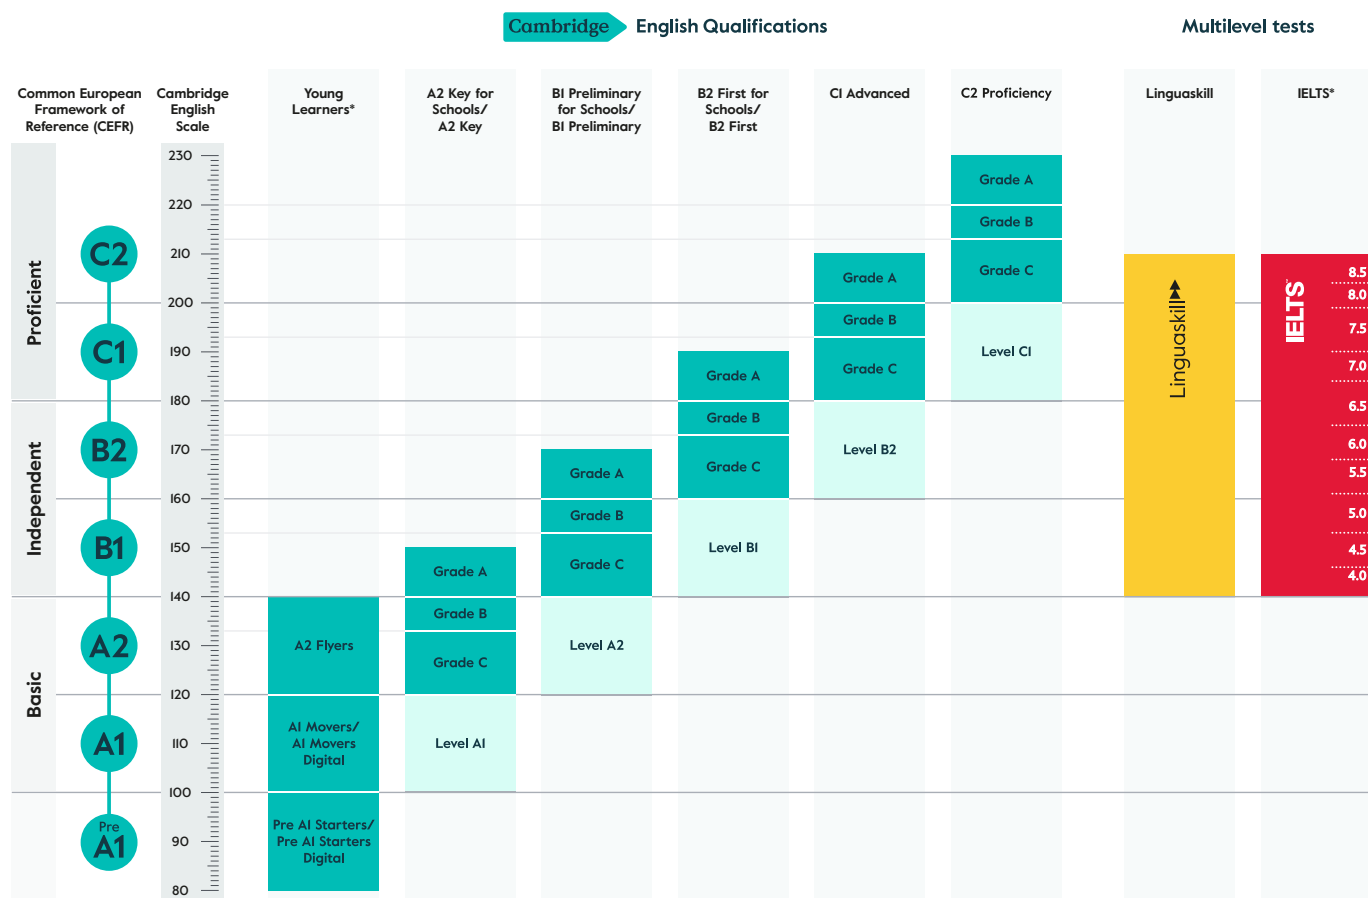 Cambridge English Qualifications
Multilevel tests
Common European
Framework of
Reference (CEFR)
Cambridge
English
Scale
Young
Learners*
A2 Key for
Schools/
A2 Key
B1 Preliminary
for Schools/
B1 Preliminary
B2 First for
Schools/
B2 First
C1 Advanced
C2 Proficiency
Linguaskill
IELTS*
Proficient
Independent
Basic
C2
C1
B2
B1
A2
A1
Pre
A1
230
220
210
200
190
180
170
160
150
140
130
120
110
100
90
80
A2 Flyers
A1 Movers/
A1 Movers
Digital
Pre A1 Starters/
Pre A1 Starters
Digital
Grade A
Grade B
Grade C
Level A1
Grade A
Grade B
Grade C
Level A2
Grade A
Grade B
Grade C
Level B1
Grade A
Grade B
Grade C
Level B2
Grade A
Grade B
Grade C
Level C1
Linguaskill
IELTS
8.5
8.0
7.5
7.0
6.5
6.0
5.5
5.0
4.5
4.0